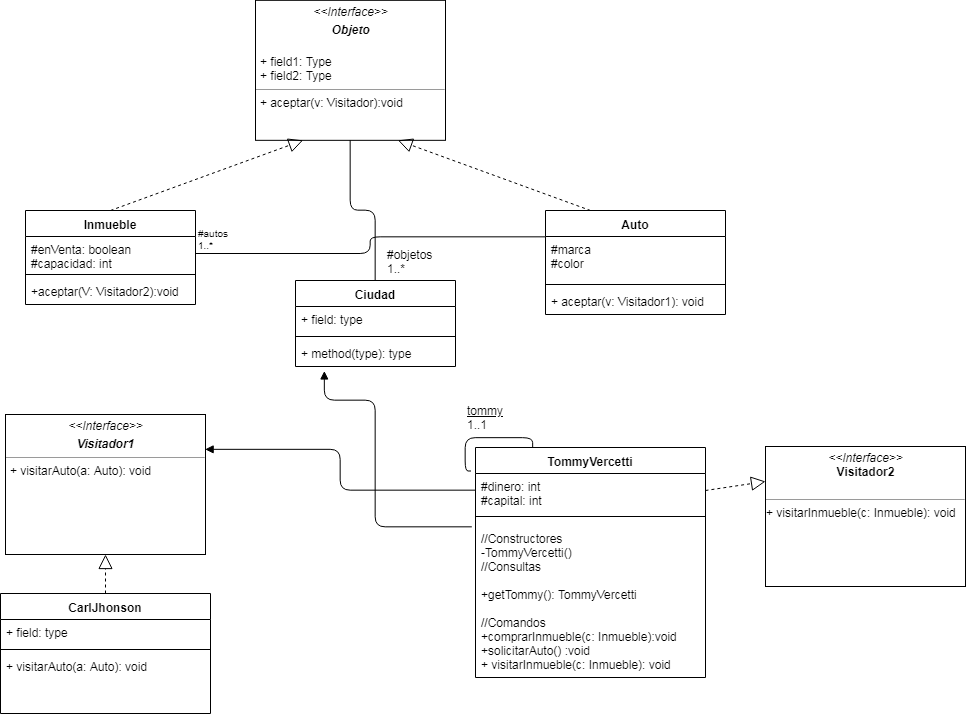 <<Interface>>
Objeto
+ field1: Type
+ field2: Type
+ aceptar(v: Visitador):void
Inmueble
#enVenta: boolean
#capacidad: int
+aceptar(V: Visitador2):void
#autos
1..*
Auto
#marca
#color
+ aceptar(v: Visitador1): void
#objetos
1..*
Ciudad
+ field: type
+ method(type): type
<<Interface>>
Visitador1
+ visitarAuto(a: Auto): void
tommy
1..1
TommyVercetti
#dinero: int
#capital: int
//Constructores
-TommyVercetti()
//Consultas
+getTommy(): TommyVercetti
//Comandos
+comprarInmueble(c: Inmueble):void
+solicitarAuto() :void
+ visitarInmueble(c: Inmueble): void
<<Interface>>
Visitador2
+ visitarInmueble(c: Inmueble): void
CarlJhonson
+ field: type
+ visitarAuto(a: Auto): void